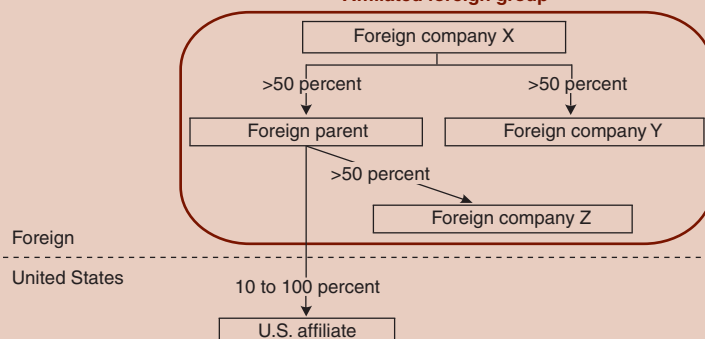 Affiliated foreign group
Foreign company X
>50 percent >50 percent
Foreign parent Foreign company Y
>50 percent
Foreign company Z
Foreign
United States
10 to 100 percent
U.S. affiliate